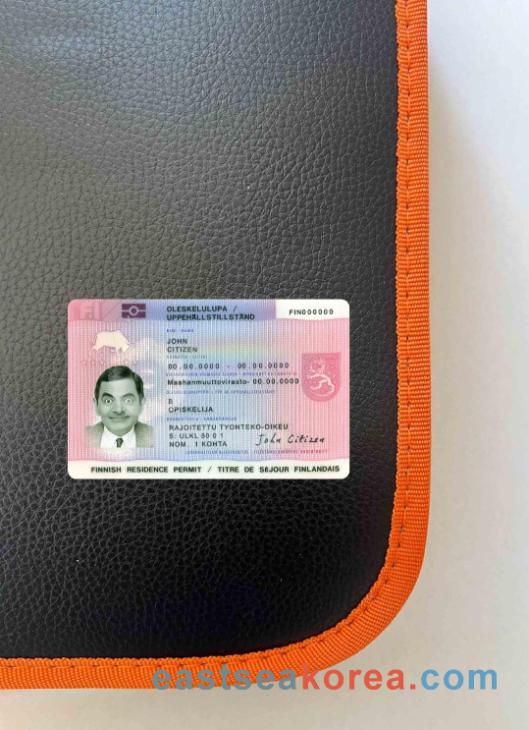 FI
OLESKELULUPA /
UPPEHÅLLSTILLSTÅND
FIN000000
JOHN
CITIZEN
00.00.0000 - 00.00.0000
Maahanmuuttovirasto- 00.00.0000
B
OPISKELIJA
RAJOITETTU TYONTEKO-OIKEU
S: ULKL 80 0 1
NOM. 1 KOHTA
John Citizen
FINNISH RESIDENCE PERMIT / TITRE DE SÉJOUR FINLANDAIS
eastseakorea.com